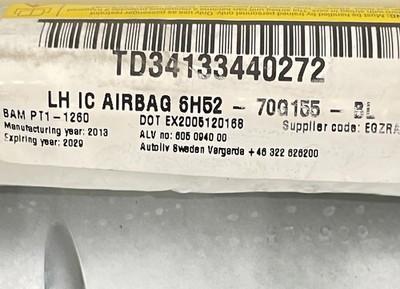 TD34133440272
LH IC AIRBAG 6H52 - 70G155 - BL
BAM PT1-1260
DOT EX2005120168
Supplier code: EGZRA
Manufacturing year: 2013
ALV no: 605 0940 00
Expiring year: 2029
Autoliv Sweden Vargarda +46 322 626200